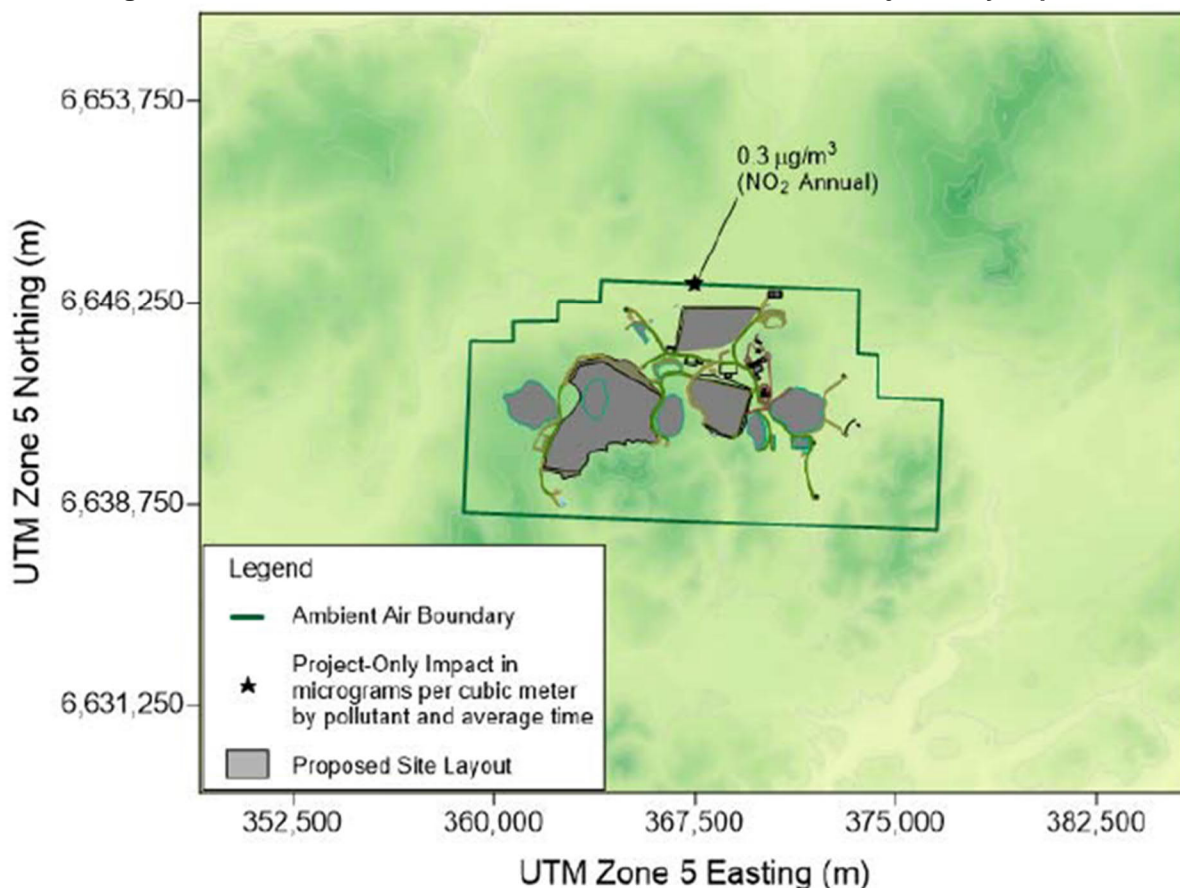 6,653,750
6,646,250
6,638,750
6,631,250
UTM Zone 5 Northing (m)
0.3 µg/m³
(NO₂ Annual)
Legend
Ambient Air Boundary
Project-Only Impact in
micrograms per cubic meter
by pollutant and average time
Proposed Site Layout
352,500
360,000
367,500
375,000
382,500
UTM Zone 5 Easting (m)